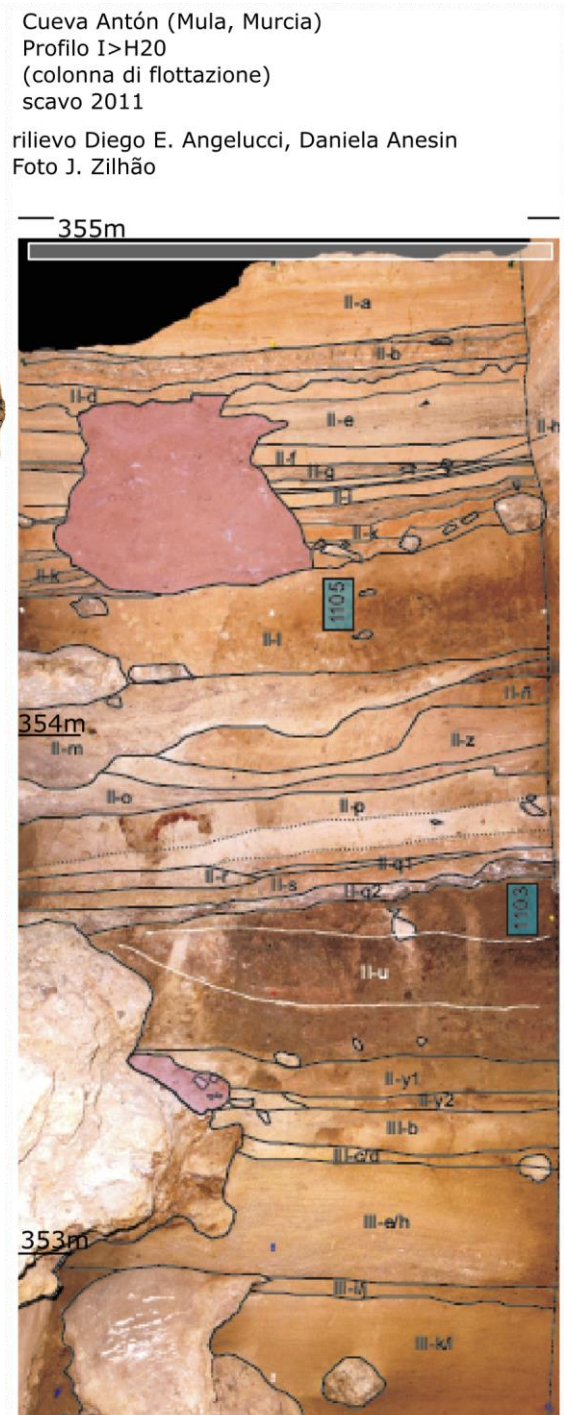 Cueva Antón (Mula, Murcia)
Profilo I>H20
(colonna di flottazione)
scavo 2011
rilievo Diego E. Angelucci, Daniela Anesin
Foto J. Zilhão
355m
II-a
II-b
II-d
II-e
II-h
II-f
II-g
II-i
II-k
II-k
1105
II-l
II-ñ
354m
II-m
II-z
II-o
II-p
II-q1
II-r
II-s
II-q2
1103
II-u
II-y1
II-y2
III-b
III-c/d
III-e/h
353m
III-i/j
III-k/l